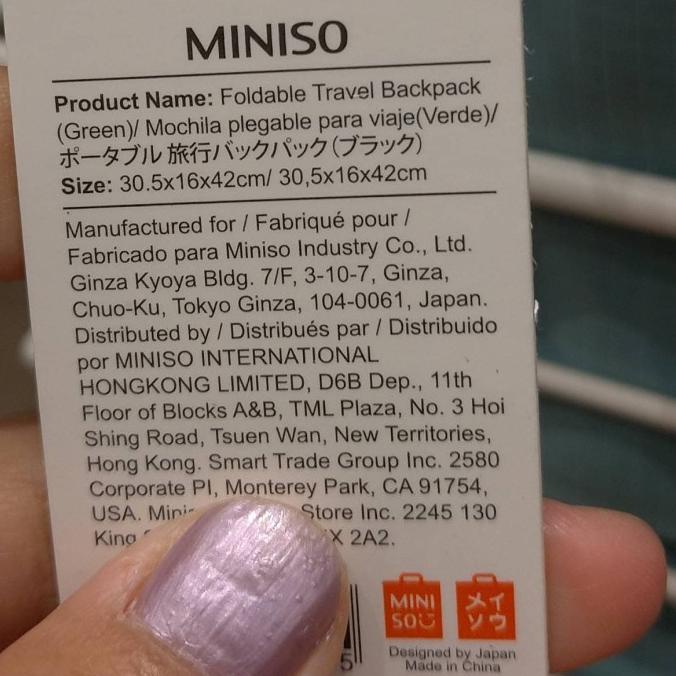 MINISO
Product Name: Foldable Travel Backpack
(Green)/ Mochila plegable para viaje(Verde)/
ポータブル 旅行バックパック(ブラック)
Size: 30.5x16x42cm/ 30,5x16x42cm
Manufactured for / Fabriqué pour /
Fabricado para Miniso Industry Co., Ltd.
Ginza Kyoya Bldg. 7/F, 3-10-7, Ginza,
Chuo-Ku, Tokyo Ginza, 104-0061, Japan.
Distributed by / Distribués par / Distribuido
por MINISO INTERNATIONAL
HONGKONG LIMITED, D6B Dep., 11th
Floor of Blocks A&B, TML Plaza, No. 3 Hoi
Shing Road, Tsuen Wan, New Territories,
Hong Kong. Smart Trade Group Inc. 2580
Corporate Pl, Monterey Park, CA 91754,
USA. Store Inc. 2245 130
King 2A2.
MINI
SO
メイ
ソウ
5
Designed by Japan
Made in China